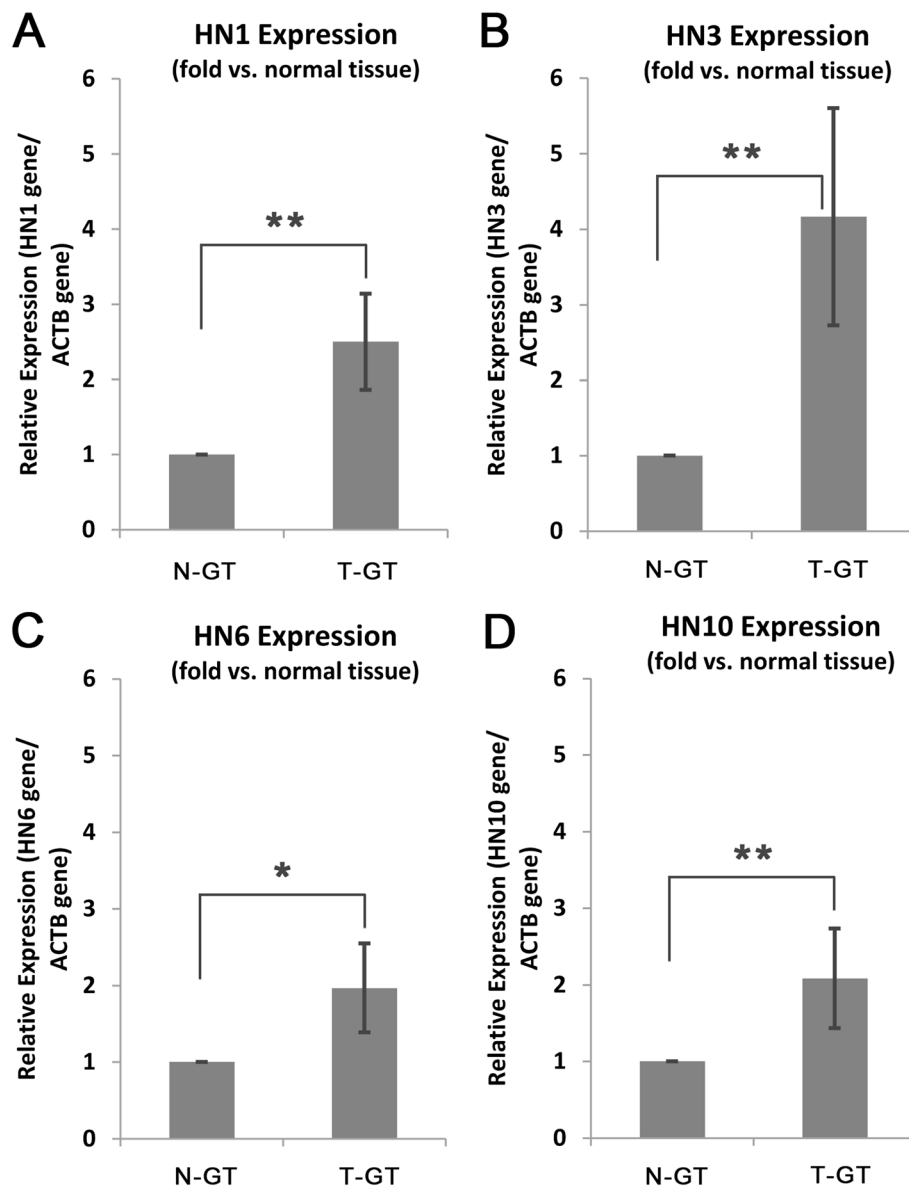 A
HN1 Expression
(fold vs. normal tissue)
Relative Expression (HN1 gene/
ACTB gene)
6
5
4
3
2
1
0
**
N-GT
T-GT
B
HN3 Expression
(fold vs. normal tissue)
Relative Expression (HN3 gene/
ACTB gene)
6
5
4
3
2
1
0
**
N-GT
T-GT
C
HN6 Expression
(fold vs. normal tissue)
Relative Expression (HN6 gene/
ACTB gene)
6
5
4
3
2
1
0
*
N-GT
T-GT
D
HN10 Expression
(fold vs. normal tissue)
Relative Expression (HN10 gene/
ACTB gene)
6
5
4
3
2
1
0
**
N-GT
T-GT